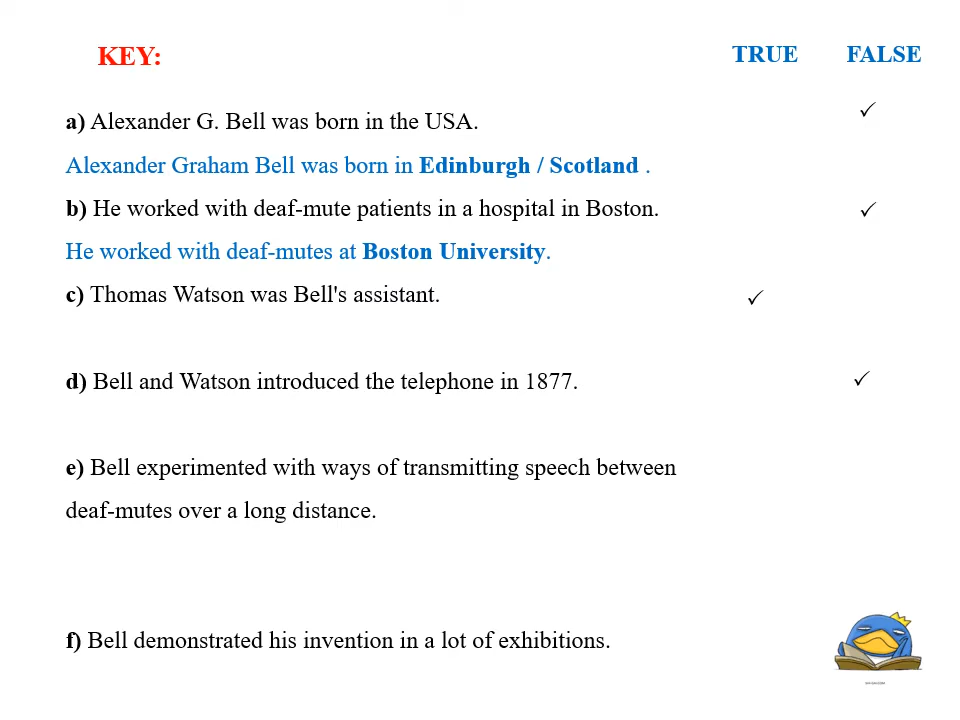 KEY: TRUE FALSE
a) Alexander G. Bell was born in the USA. ✓
Alexander Graham Bell was born in Edinburgh / Scotland .
b) He worked with deaf-mute patients in a hospital in Boston. ✓
He worked with deaf-mutes at Boston University.
c) Thomas Watson was Bell's assistant. ✓
d) Bell and Watson introduced the telephone in 1877. ✓
e) Bell experimented with ways of transmitting speech between
deaf-mutes over a long distance.
f) Bell demonstrated his invention in a lot of exhibitions.